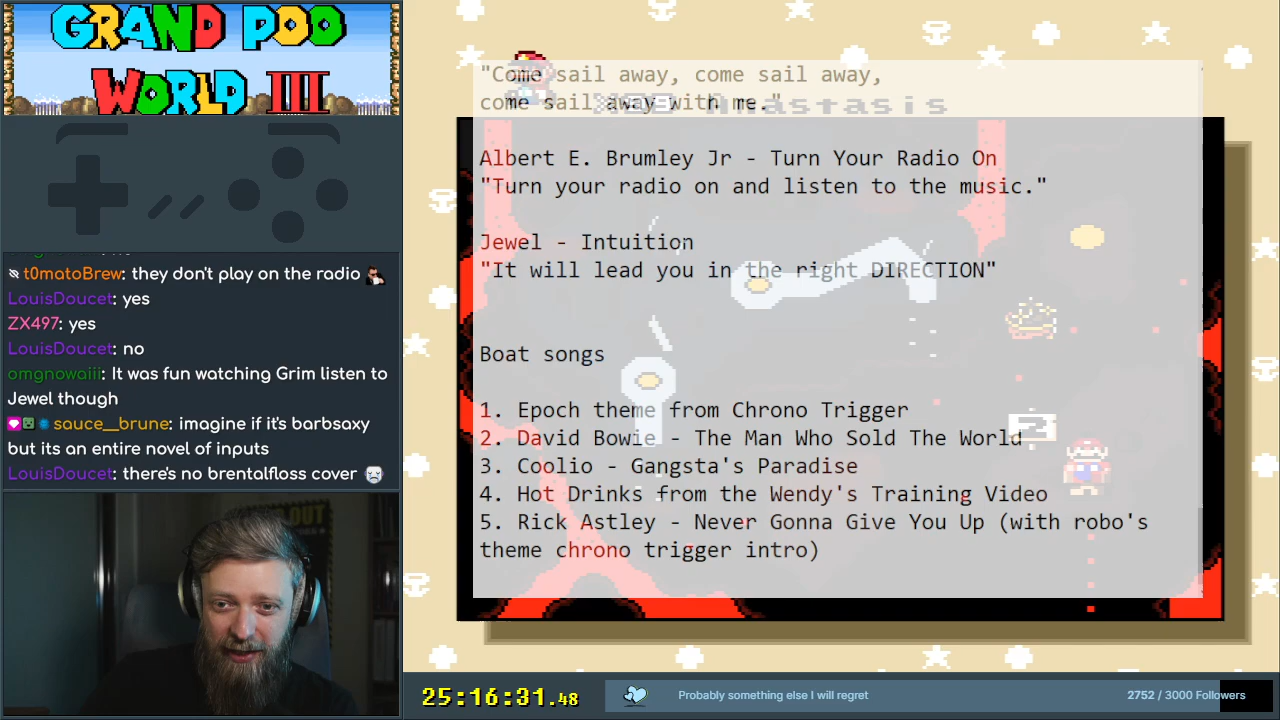 GRAND POO
WORLD III
t0matoBrew: they don't play on the radio
LouisDoucet: yes
ZX497: yes
LouisDoucet: no
omgnowaiii: It was fun watching Grim listen to
Jewel though
sauce__brune: imagine if it's barbsaxy
but its an entire novel of inputs
LouisDoucet: there's no brentalfloss cover
"Come sail away, come sail away,
come sail away with me."
Anastasis
Albert E. Brumley Jr - Turn Your Radio On
"Turn your radio on and listen to the music."
Jewel - Intuition
"It will lead you in the right DIRECTION"
Boat songs
1. Epoch theme from Chrono Trigger
2. David Bowie - The Man Who Sold The World
3. Coolio - Gangsta's Paradise
4. Hot Drinks from the Wendy's Training Video
5. Rick Astley - Never Gonna Give You Up (with robo's
theme chrono trigger intro)
?
25:16:31.48
Probably something else I will regret
2752 / 3000 Followers